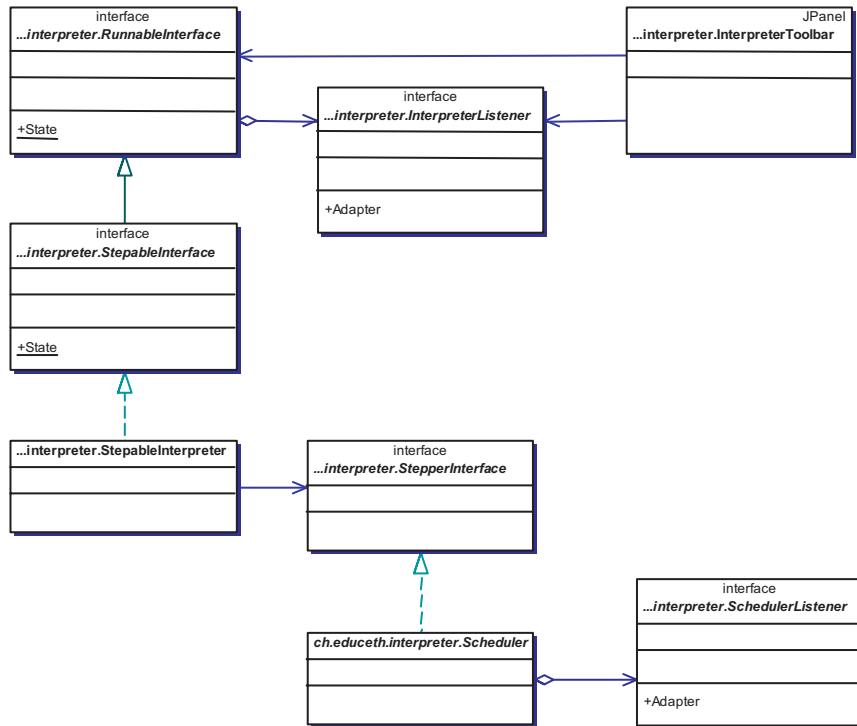 interface
...interpreter.RunnableInterface
+State
JPanel
...interpreter.InterpreterToolbar
interface
...interpreter.InterpreterListener
+Adapter
interface
...interpreter.StepableInterface
+State
...interpreter.StepableInterpreter
interface
...interpreter.StepperInterface
ch.educeth.interpreter.Scheduler
interface
...interpreter.SchedulerListener
+Adapter